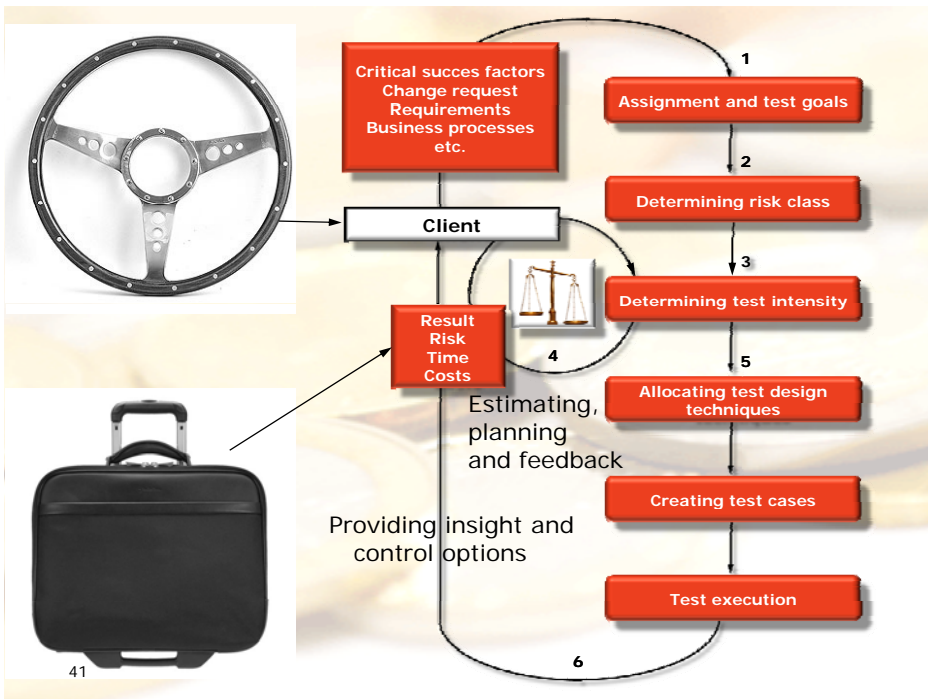 Critical succes factors
Change request
Requirements
Business processes
etc.
1
Assignment and test goals
2
Determining risk class
Client
3
Determining test intensity
Result
Risk
Time
Costs
4
5
Allocating test design
techniques
Estimating,
planning
and feedback
Creating test cases
Providing insight and
control options
Test execution
6
41